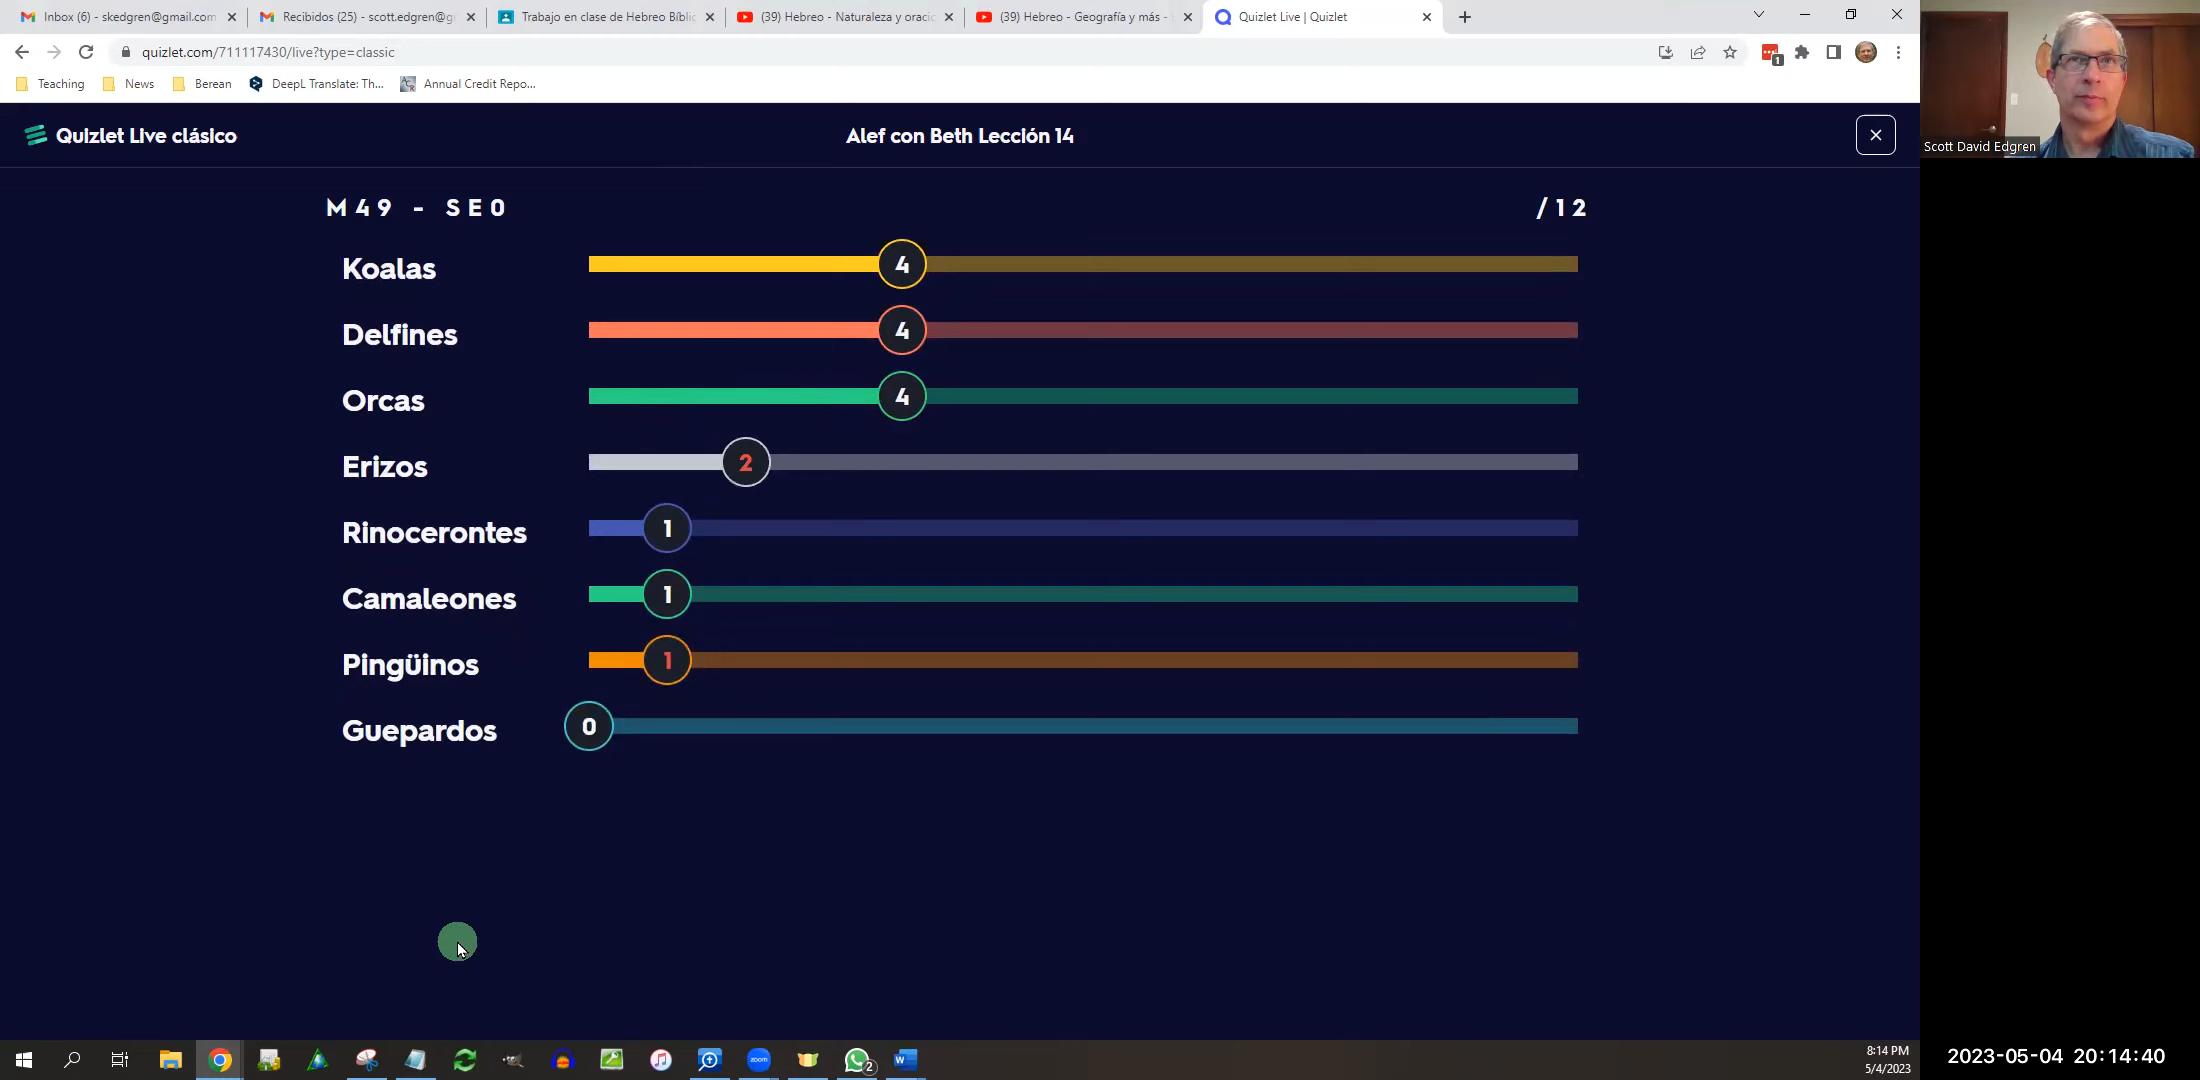 Inbox (6) - skedgren@gmail.com
Recibidos (25) - scott.edgren@g
Trabajo en clase de Hebreo Bíblic
(39) Hebreo - Naturaleza y oracio
(39) Hebreo - Geografía y más -
Quizlet Live | Quizlet
quizlet.com/711117430/live?type=classic
1
Teaching
News
Berean
DeepL Translate: Th...
Annual Credit Repo...
Quizlet Live clásico
Alef con Beth Lección 14
Scott David Edgren
M49 - SE0
/12
Koalas 4
Delfines 4
Orcas 4
Erizos 2
Rinocerontes 1
Camaleones 1
Pingüinos 1
Guepardos 0
zoom
2
8:14 PM
5/4/2023
2023-05-04 20:14:40